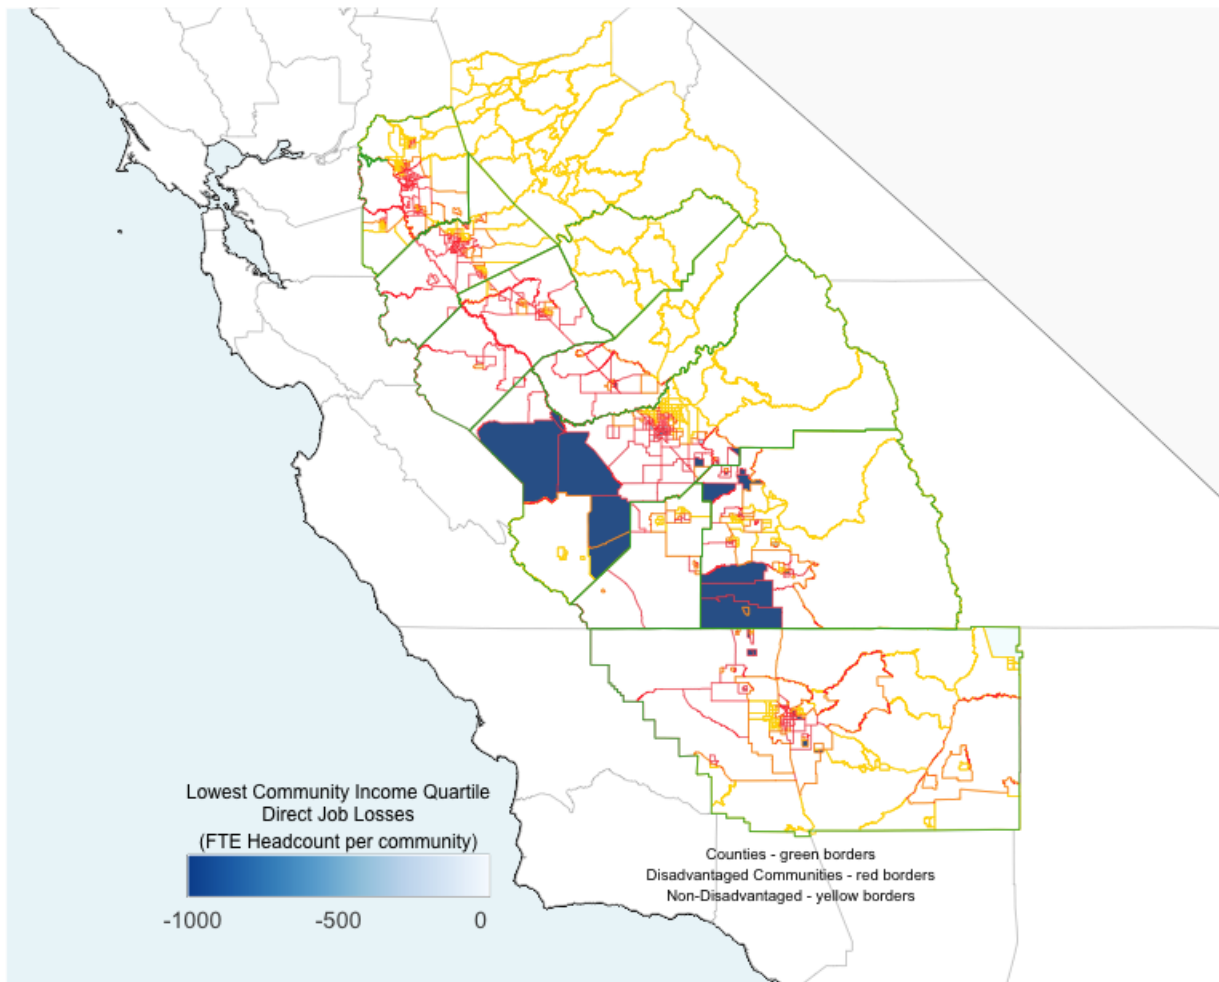 Lowest Community Income Quartile
Direct Job Losses
(FTE Headcount per community)
-1000 -500 0
Counties - green borders
Disadvantaged Communities - red borders
Non-Disadvantaged - yellow borders